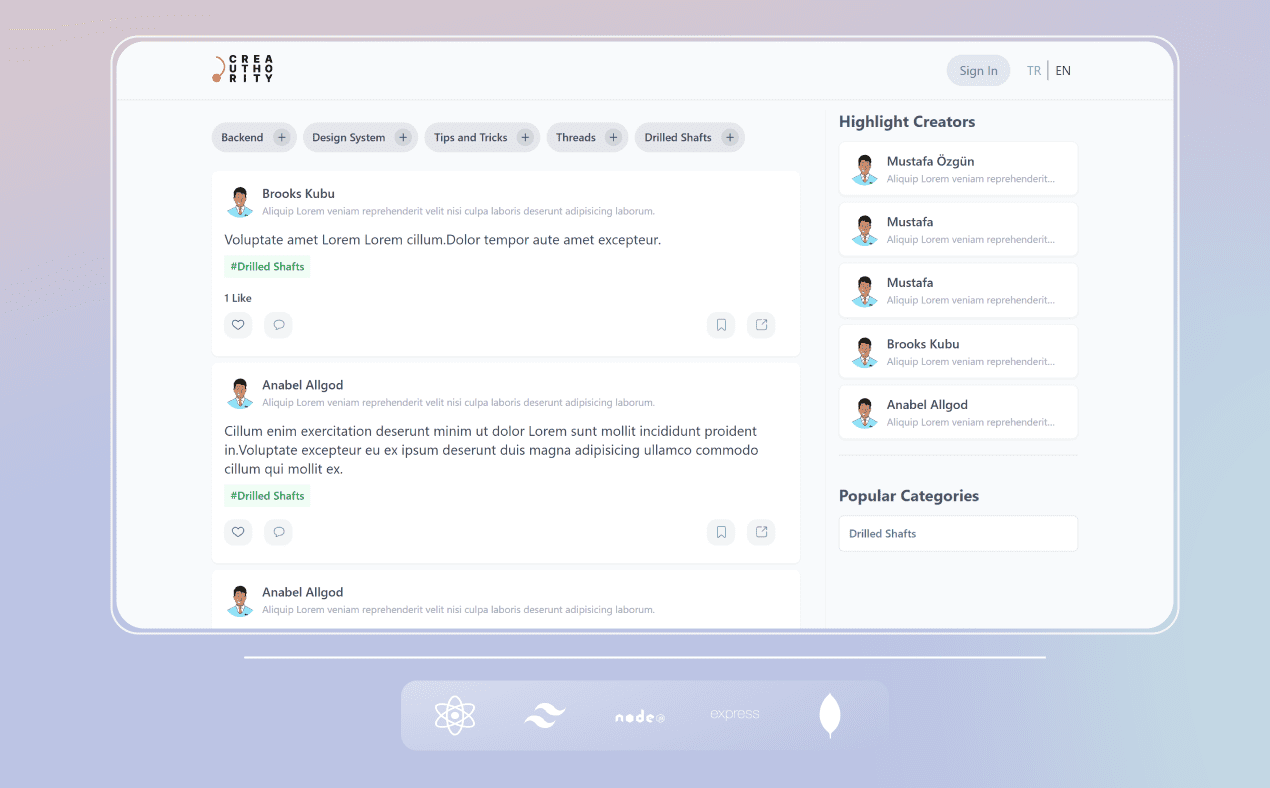 CREA
UTHO
RITY
Sign In
TR
EN
Backend
Design System
Tips and Tricks
Threads
Drilled Shafts
Brooks Kubu
Aliquip Lorem veniam reprehenderit velit nisi culpa laboris deserunt adipisicing laborum.
Voluptate amet Lorem Lorem cillum.Dolor tempor aute amet excepteur.
#Drilled Shafts
1 Like
Anabel Allgod
Aliquip Lorem veniam reprehenderit velit nisi culpa laboris deserunt adipisicing laborum.
Cillum enim exercitation deserunt minim ut dolor Lorem sunt mollit incididunt proident
in.Voluptate excepteur eu ex ipsum deserunt duis magna adipisicing ullamco commodo
cillum qui mollit ex.
#Drilled Shafts
Anabel Allgod
Aliquip Lorem veniam reprehenderit velit nisi culpa laboris deserunt adipisicing laborum.
Highlight Creators
Mustafa Özgün
Aliquip Lorem veniam reprehenderit...
Mustafa
Aliquip Lorem veniam reprehenderit...
Mustafa
Aliquip Lorem veniam reprehenderit...
Brooks Kubu
Aliquip Lorem veniam reprehenderit...
Anabel Allgod
Aliquip Lorem veniam reprehenderit...
Popular Categories
Drilled Shafts
node
express